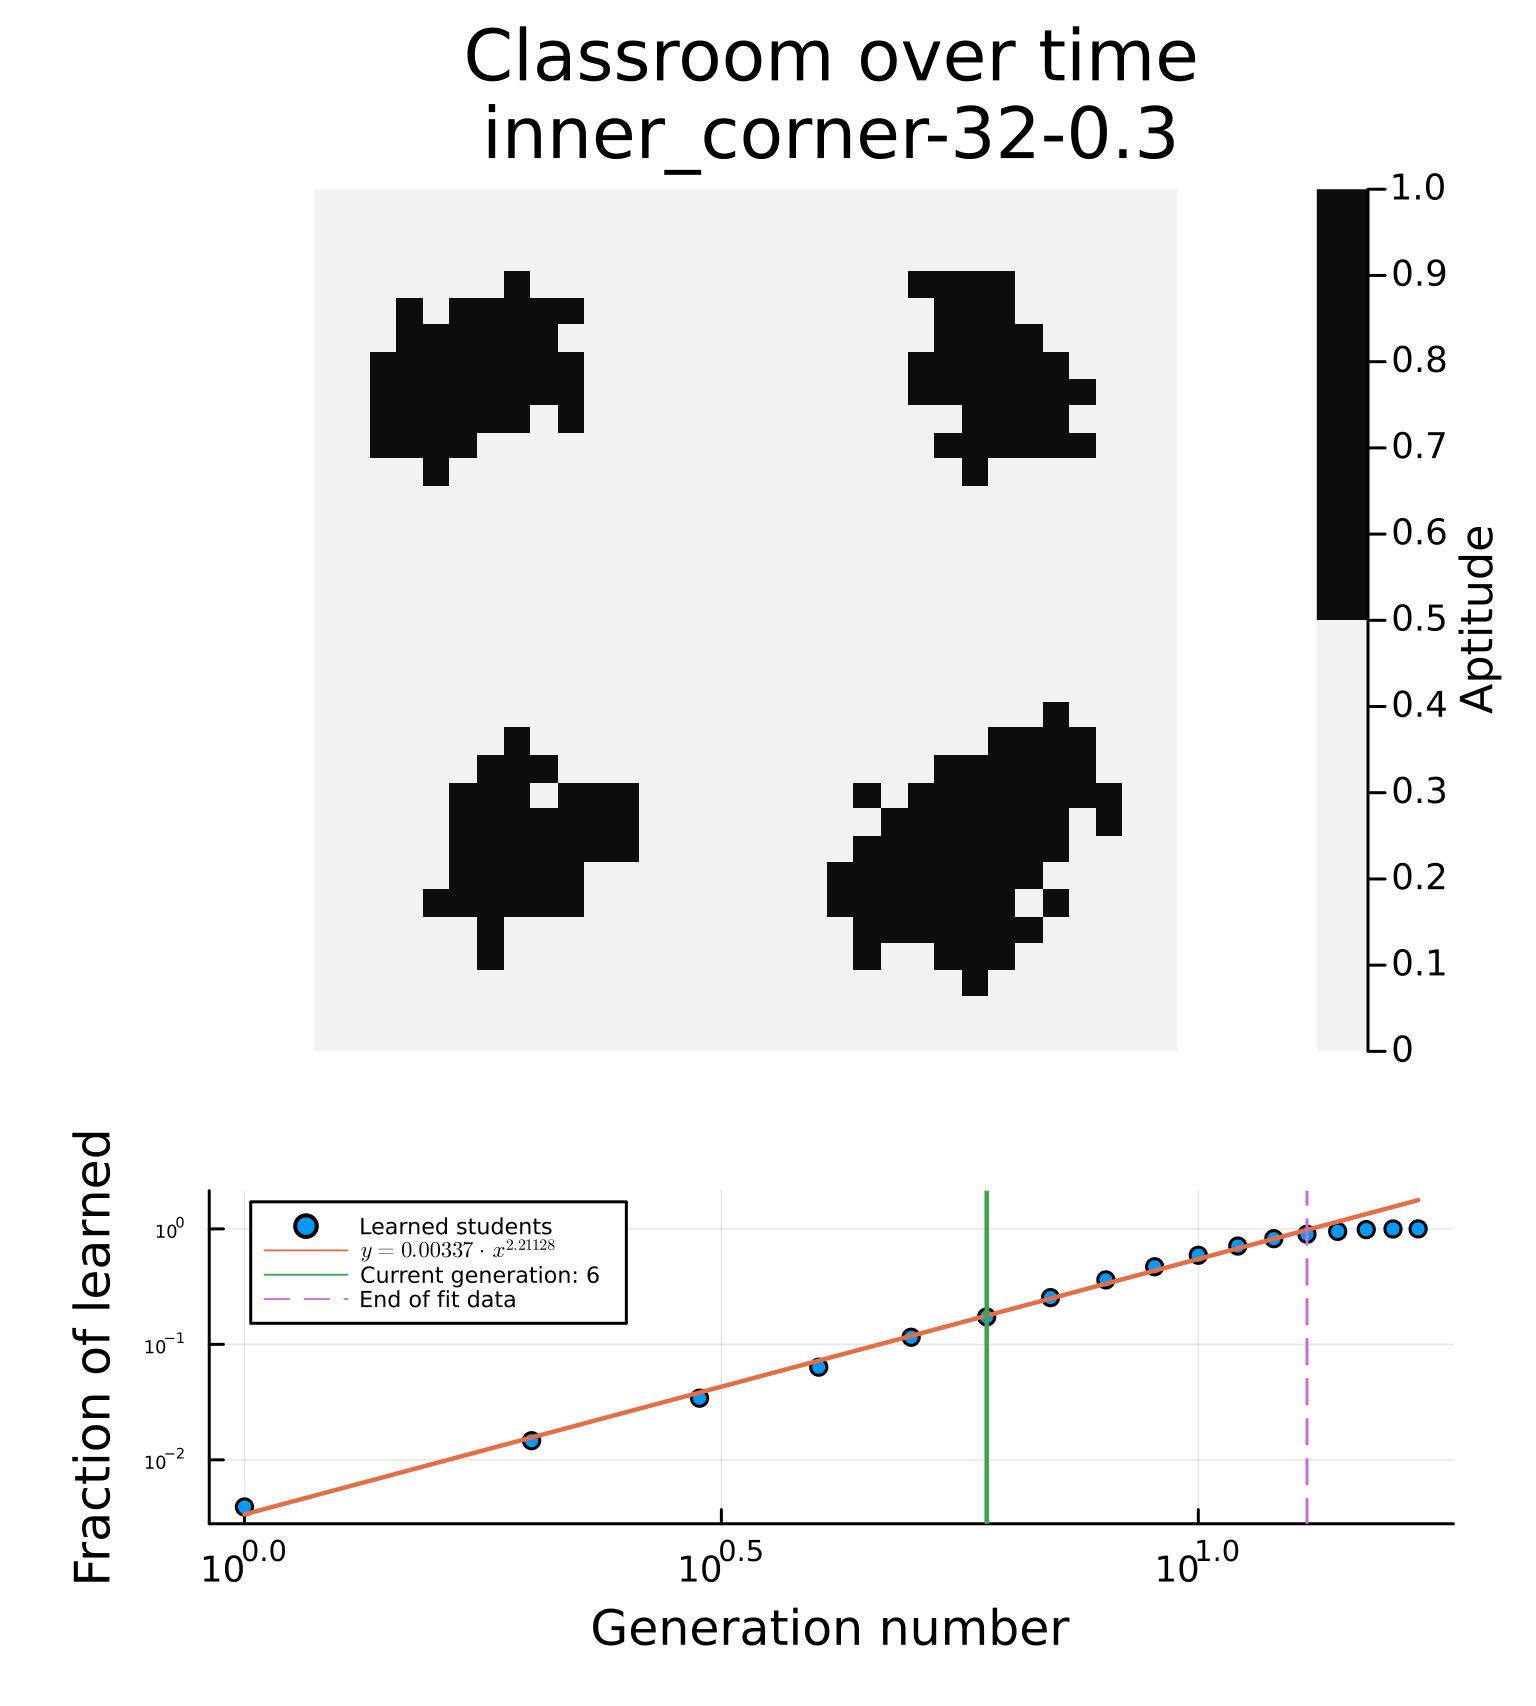 Classroom over time
inner_corner-32-0.3
1.0
0.9
0.8
0.7
0.6
0.5
0.4
0.3
0.2
0.1
0
Aptitude
Fraction of learned
10^0
10^-1
10^-2
Learned students
y = 0.00337 · x^2.21128
Current generation: 6
End of fit data
10^0.0
10^0.5
10^1.0
Generation number